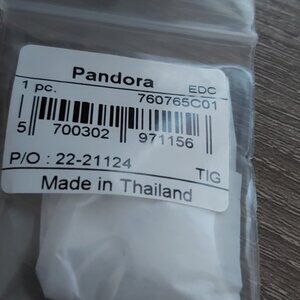 Pandora EDC
1 pc. 760765C01
5 700302 971156
P/O : 22-21124 TIG
Made in Thailand